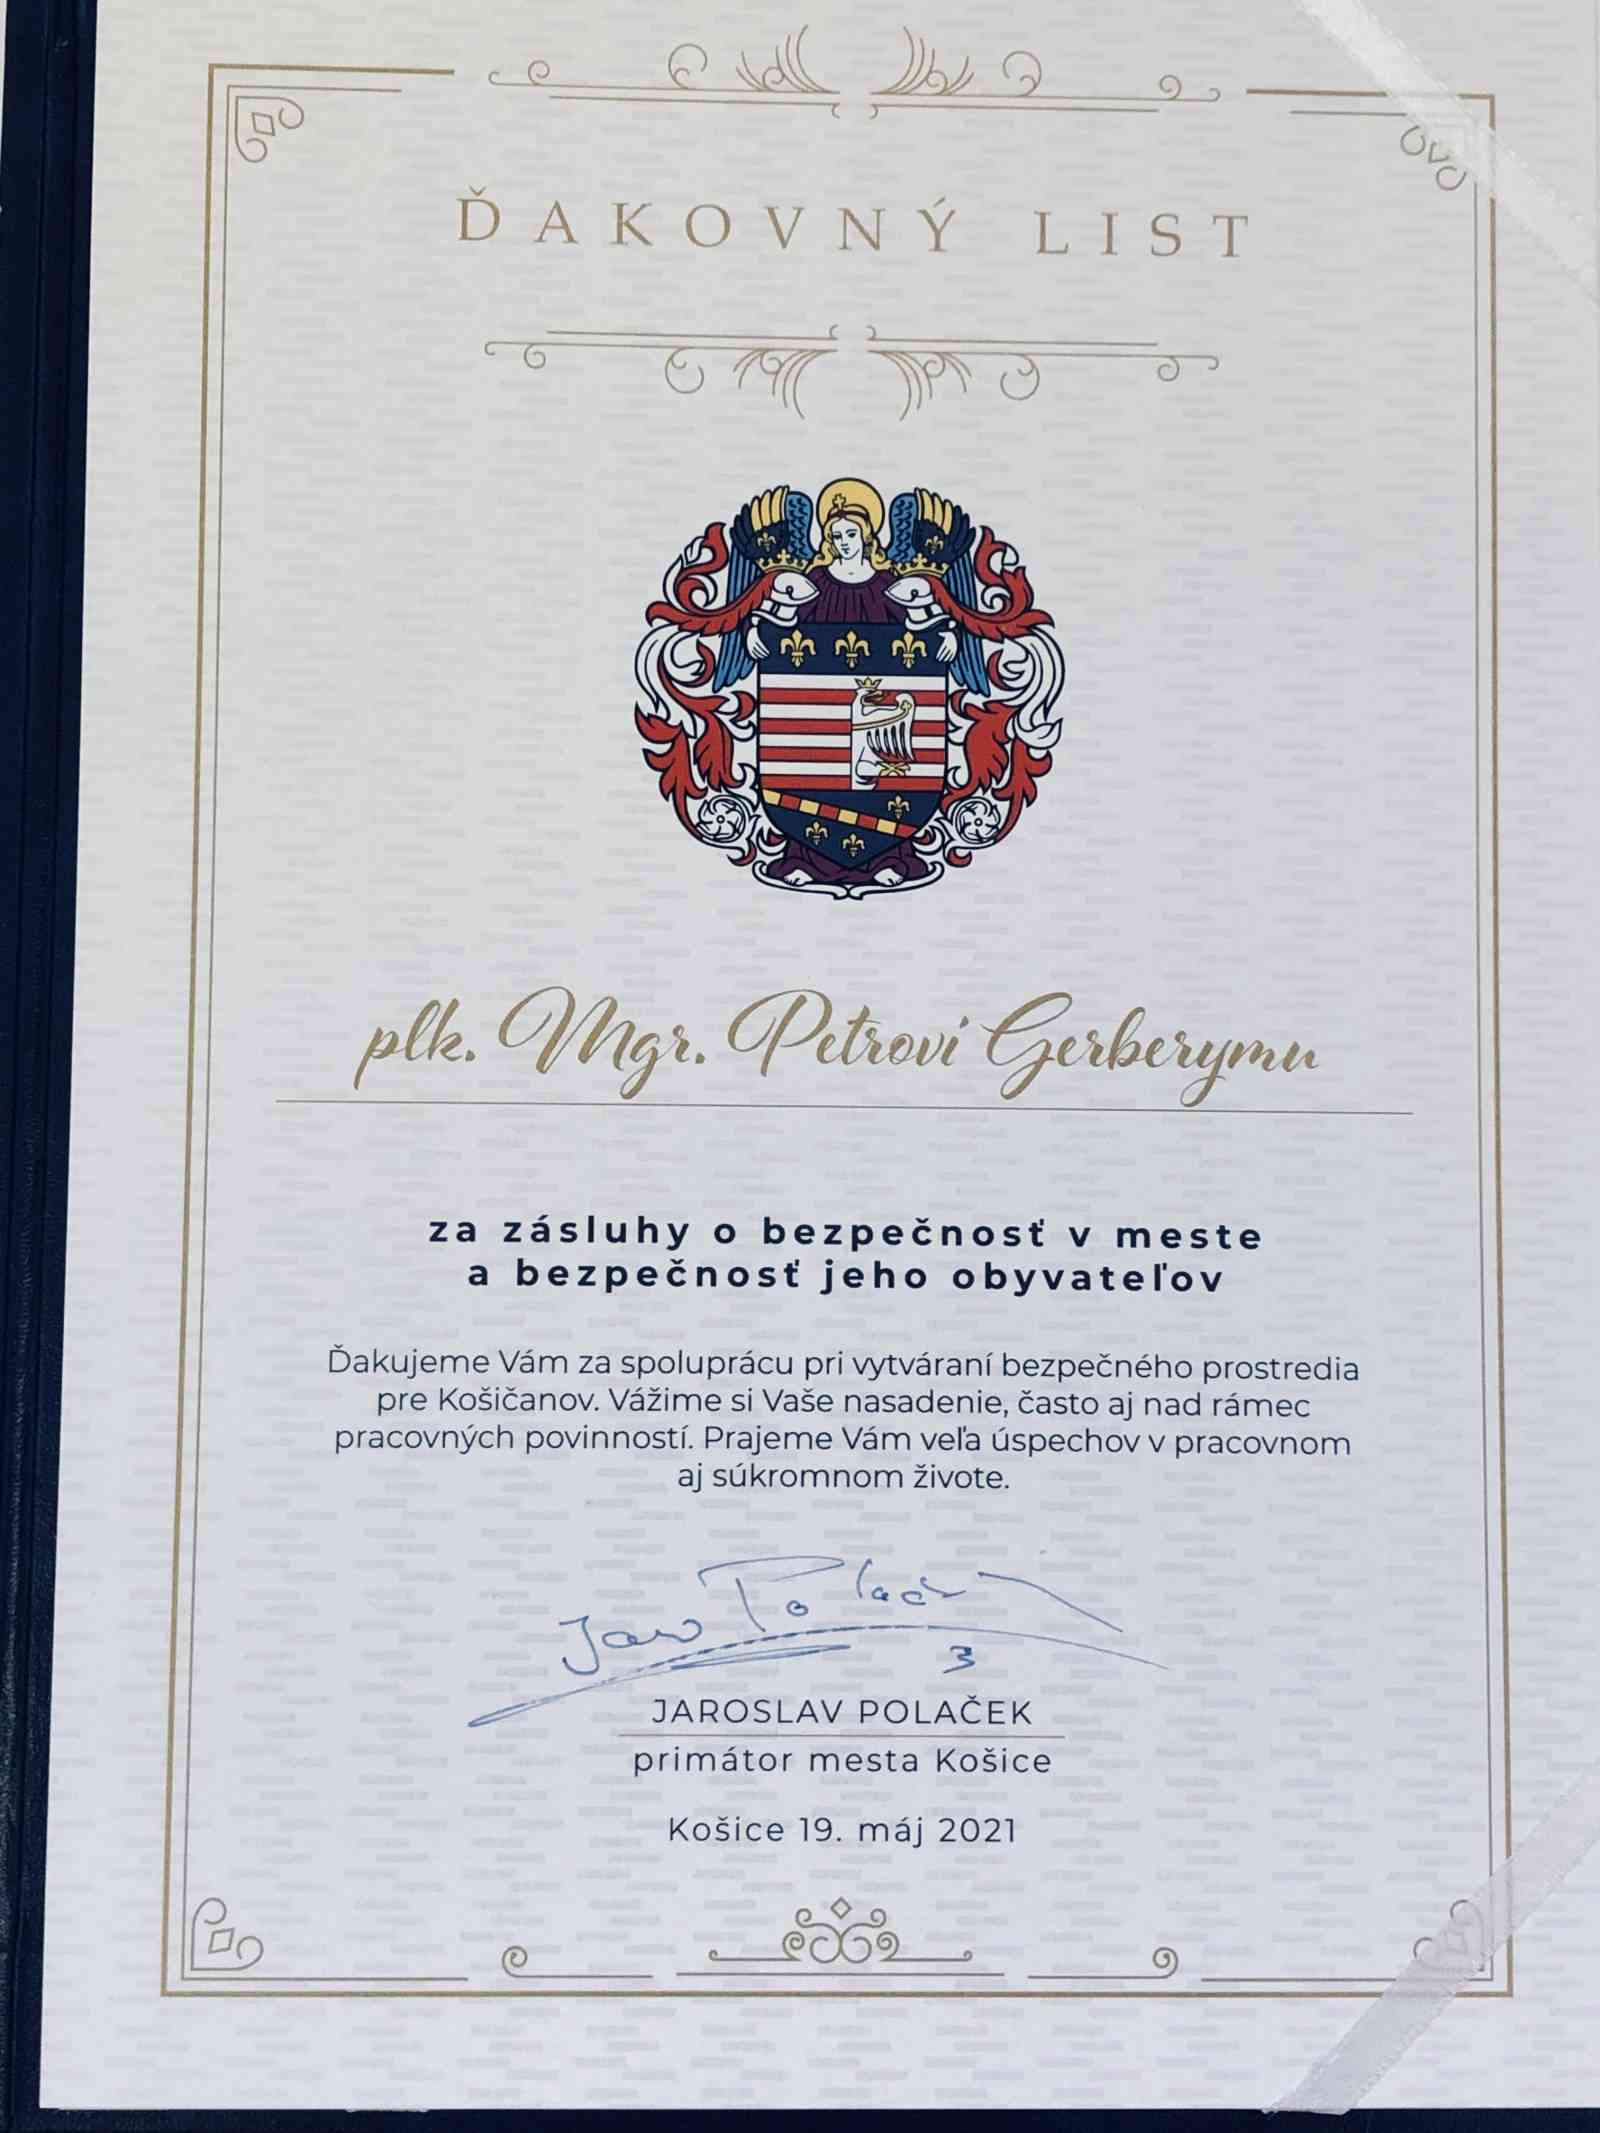 ĎAKOVNÝ LIST
plk. Mgr. Petrovi Gerberymu
za zásluhy o bezpečnosť v meste
a bezpečnosť jeho obyvateľov
Ďakujeme Vám za spoluprácu pri vytváraní bezpečného prostredia
pre Košičanov. Vážime si Vaše nasadenie, často aj nad rámec
pracovných povinností. Prajeme Vám veľa úspechov v pracovnom
aj súkromnom živote.
JAROSLAV POLAČEK
primátor mesta Košice
Košice 19. máj 2021